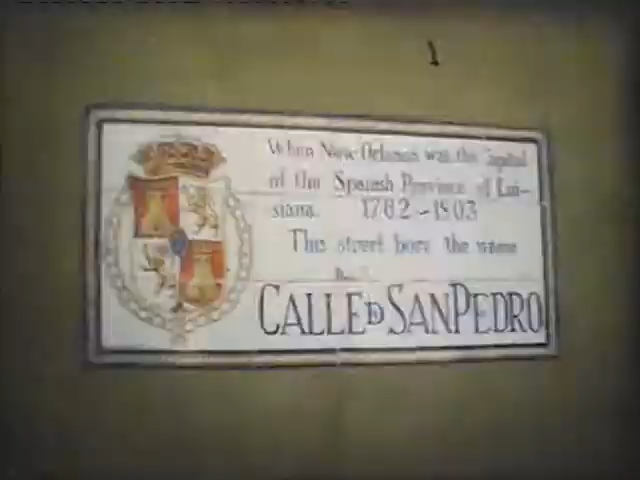 When New Orleans was the Capital
of the Spanish Province of Lui-
siana. 1762-1803
This street bore the name
CALLE D SAN PEDRO